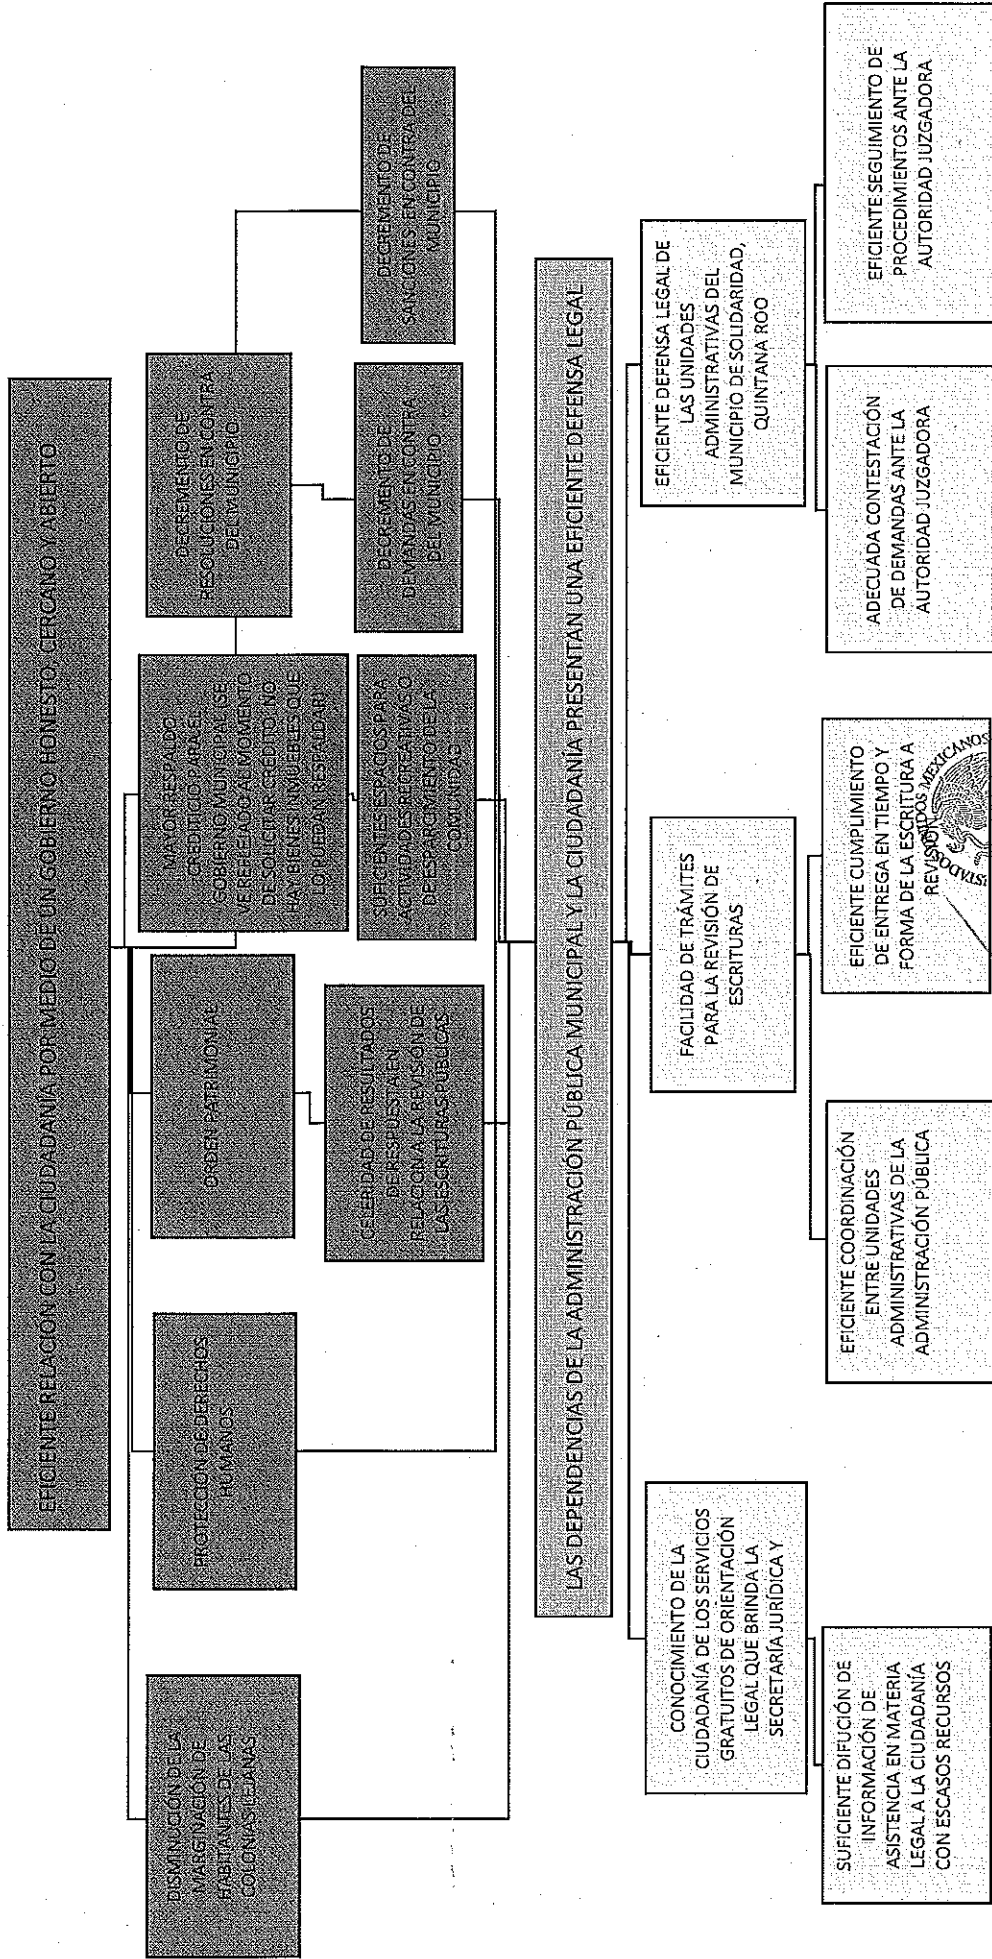 EFICIENTE RELACIÓN CON LA CIUDADANÍA POR MEDIO DE UN GOBIERNO HONESTO, CERCANO Y ABIERTO
DISMINUCIÓN DE LA
MARGINACIÓN DE
HABITANTES DE LAS
COLONIAS
PROTECCIÓN DE DERECHOS
HUMANOS
ORDEN PATRIMONIAL
MAYOR RESPALDO
CREDITICIO PARA EL
GOBIERNO MUNICIPAL (SE
VE REFLEJADO AL MOMENTO
DE SOLICITAR CREDITO, NO
HAY BIENES INMUEBLES QUE
LO PUEDAN RESPALDAR)
DECREMENTO DE
RESOLUCIONES EN CONTRA
DEL MUNICIPIO
CELERIDAD DE RESULTADOS
DE RESPUESTA EN
RELACION A LA REVISIÓN DE
LAS ESCRITURAS PÚBLICAS
SUFICENTES ESPACIOS PARA
ACTIVIDADES RECREATIVAS O
ESPARCIMIENTO DE LA
COMUNIDAD
DECREMENTO DE
DEMANDAS EN CONTRA
DEL MUNICIPIO
DECREMENTO DE
SANCIONES EN CONTRA DEL
MUNICIPIO
LAS DEPENDENCIAS DE LA ADMINISTRACIÓN PÚBLICA MUNICIPAL Y LA CIUDADANÍA PRESENTAN UNA EFICIENTE DEFENSA LEGAL
CONOCIMIENTO DE LA
CIUDADANÍA DE LOS SERVICIOS
GRATUITOS DE ORIENTACIÓN
LEGAL QUE BRINDA LA
SECRETARÍA JURÍDICA Y
FACILIDAD DE TRÁMITES
PARA LA REVISIÓN DE
ESCRITURAS
EFICIENTE DEFENSA LEGAL DE
LAS UNIDADES
ADMINISTRATIVAS DEL
MUNICIPIO DE SOLIDARIDAD,
QUINTANA ROO
SUFICIENTE DIFUCIÓN DE
INFORMACIÓN DE
ASISTENCIA EN MATERIA
LEGAL A LA CIUDADANÍA
CON ESCASOS RECURSOS
EFICIENTE COORDINACIÓN
ENTRE UNIDADES
ADMINISTRATIVAS DE LA
ADMINISTRACIÓN PÚBLICA
EFICIENTE CUMPLIMIENTO
DE ENTREGA EN TIEMPO Y
FORMA DE LA ESCRITURA A
REVISIÓN
ESTADOS UNIDOS MEXICANOS
ADECUADA CONTESTACIÓN
DE DEMANDAS ANTE LA
AUTORIDAD JUZGADORA
EFICIENTE SEGUIMIENTO DE
PROCEDIMIENTOS ANTE LA
AUTORIDAD JUZGADORA